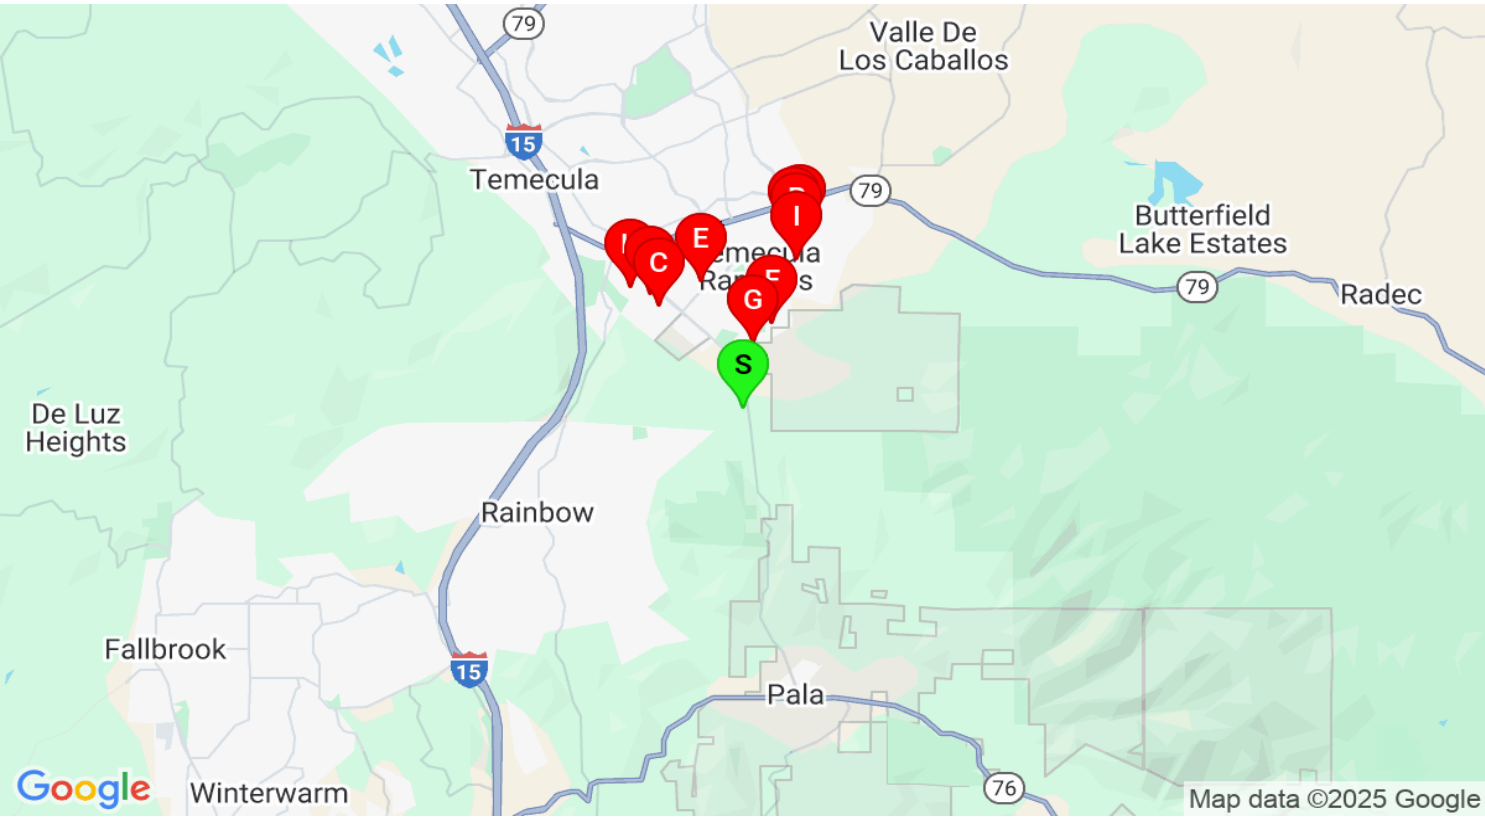 79
Valle De
Los Caballos
15
Temecula
79
I
E
C
Temecula
Butterfield
Lake Estates
G
79
Radec
S
De Luz
Heights
Rainbow
Fallbrook
15
Pala
Google
Winterwarm
76
Map data ©2025 Google